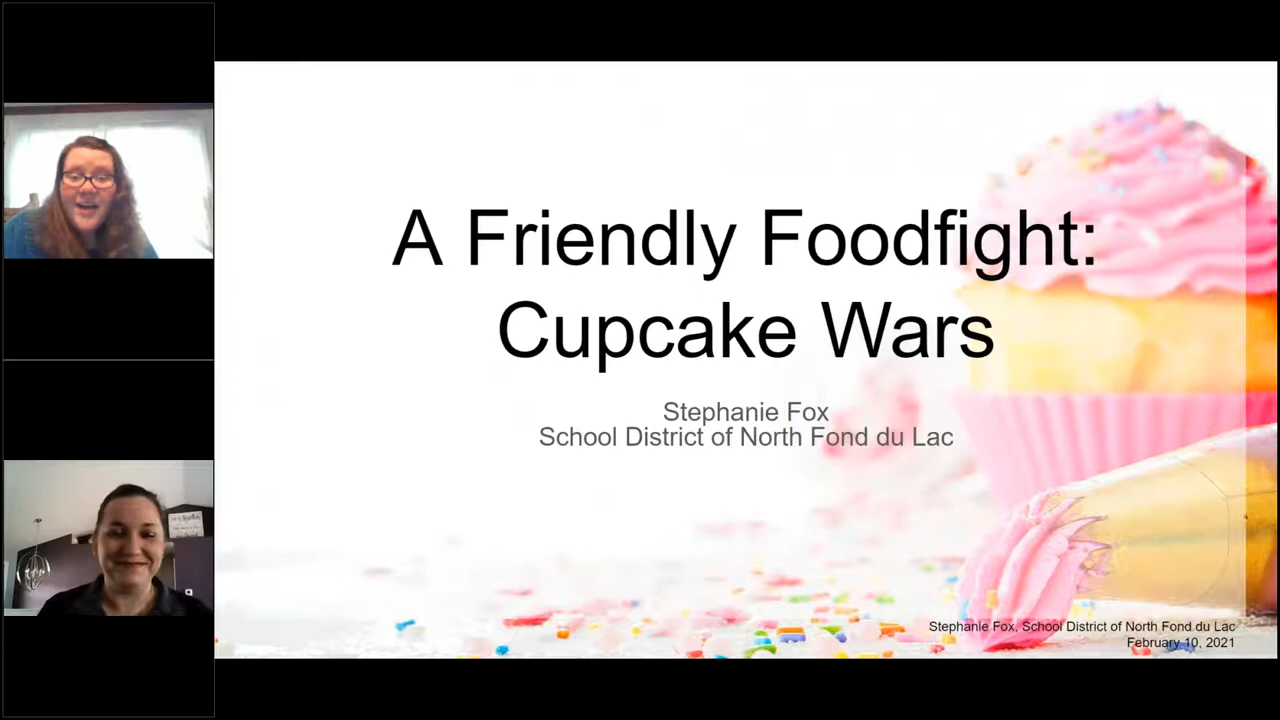 A Friendly Foodfight:
Cupcake Wars
Stephanie Fox
School District of North Fond du Lac
Stephanie Fox, School District of North Fond du Lac
February 10, 2021